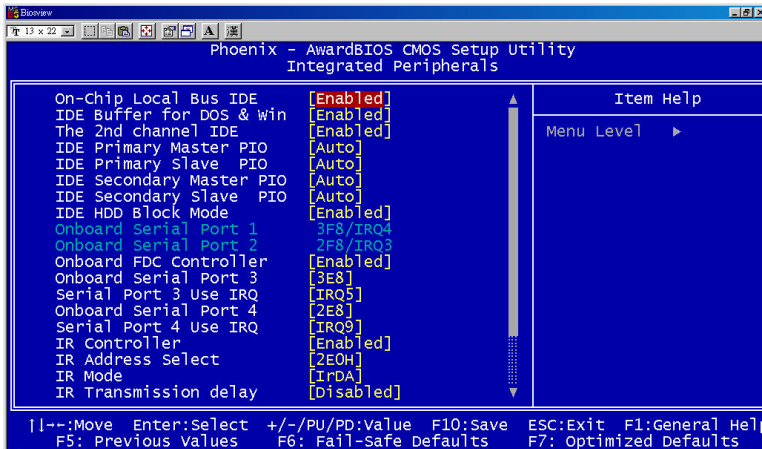 Biosview
13 x 22
A
Phoenix - AwardBIOS CMOS Setup Utility
Integrated Peripherals
On-Chip Local Bus IDE [Enabled]
IDE Buffer for DOS & Win [Enabled]
The 2nd channel IDE [Enabled]
IDE Primary Master PIO [Auto]
IDE Primary Slave PIO [Auto]
IDE Secondary Master PIO [Auto]
IDE Secondary Slave PIO [Auto]
IDE HDD Block Mode [Enabled]
Onboard Serial Port 1 3F8/IRQ4
Onboard Serial Port 2 2F8/IRQ3
Onboard FDC Controller [Enabled]
Onboard Serial Port 3 [3E8]
Serial Port 3 Use IRQ [IRQ5]
Onboard Serial Port 4 [2E8]
Serial Port 4 Use IRQ [IRQ9]
IR Controller [Enabled]
IR Address Select [2E0H]
IR Mode [IrDA]
IR Transmission delay [Disabled]
Item Help
Menu Level ►
↑↓→←:Move Enter:Select +/-/PU/PD:Value F10:Save ESC:Exit F1:General Help
F5: Previous Values F6: Fail-Safe Defaults F7: Optimized Defaults